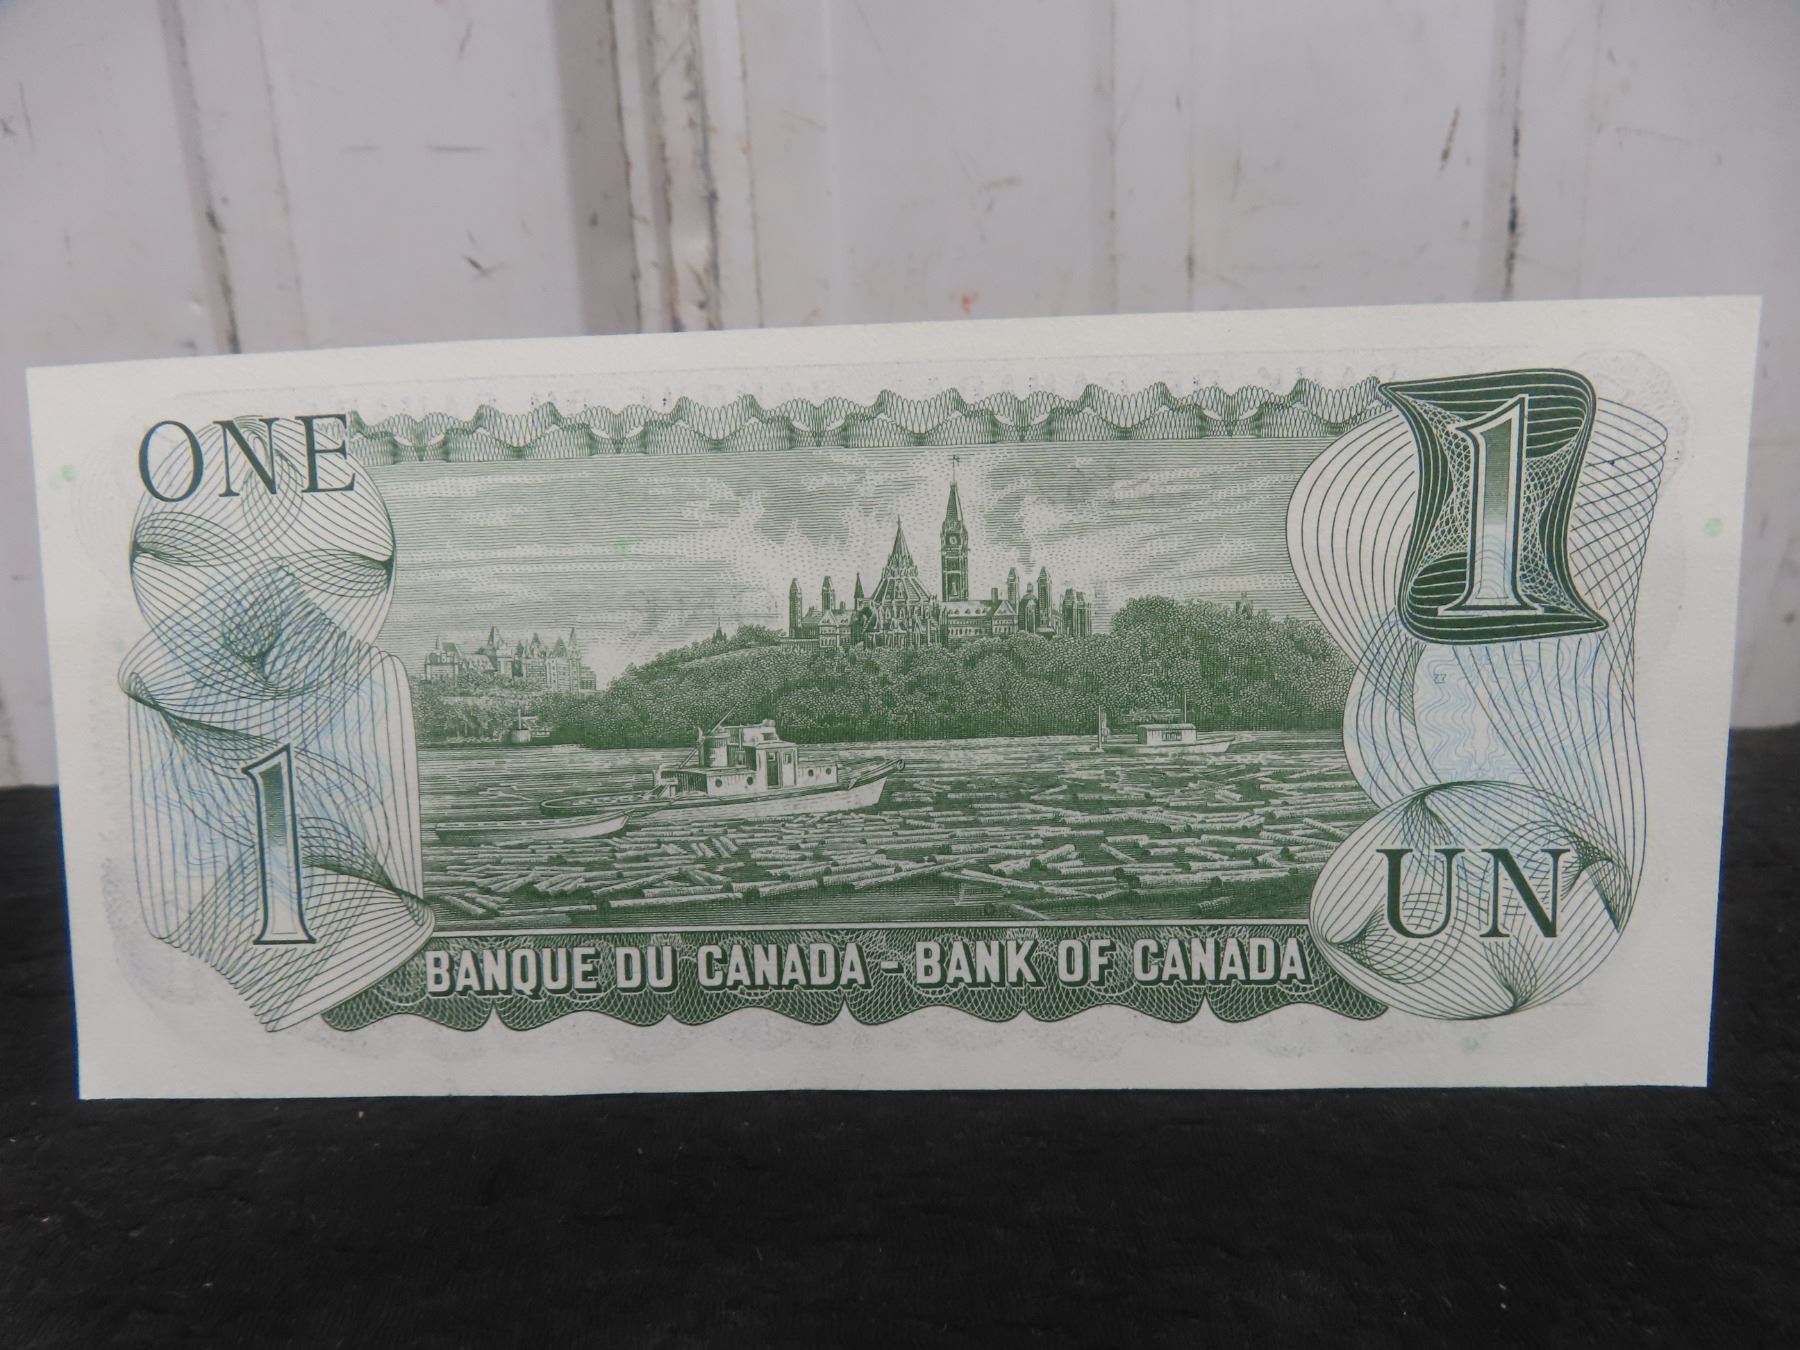 ONE
1
1
BANQUE DU CANADA - BANK OF CANADA
UN